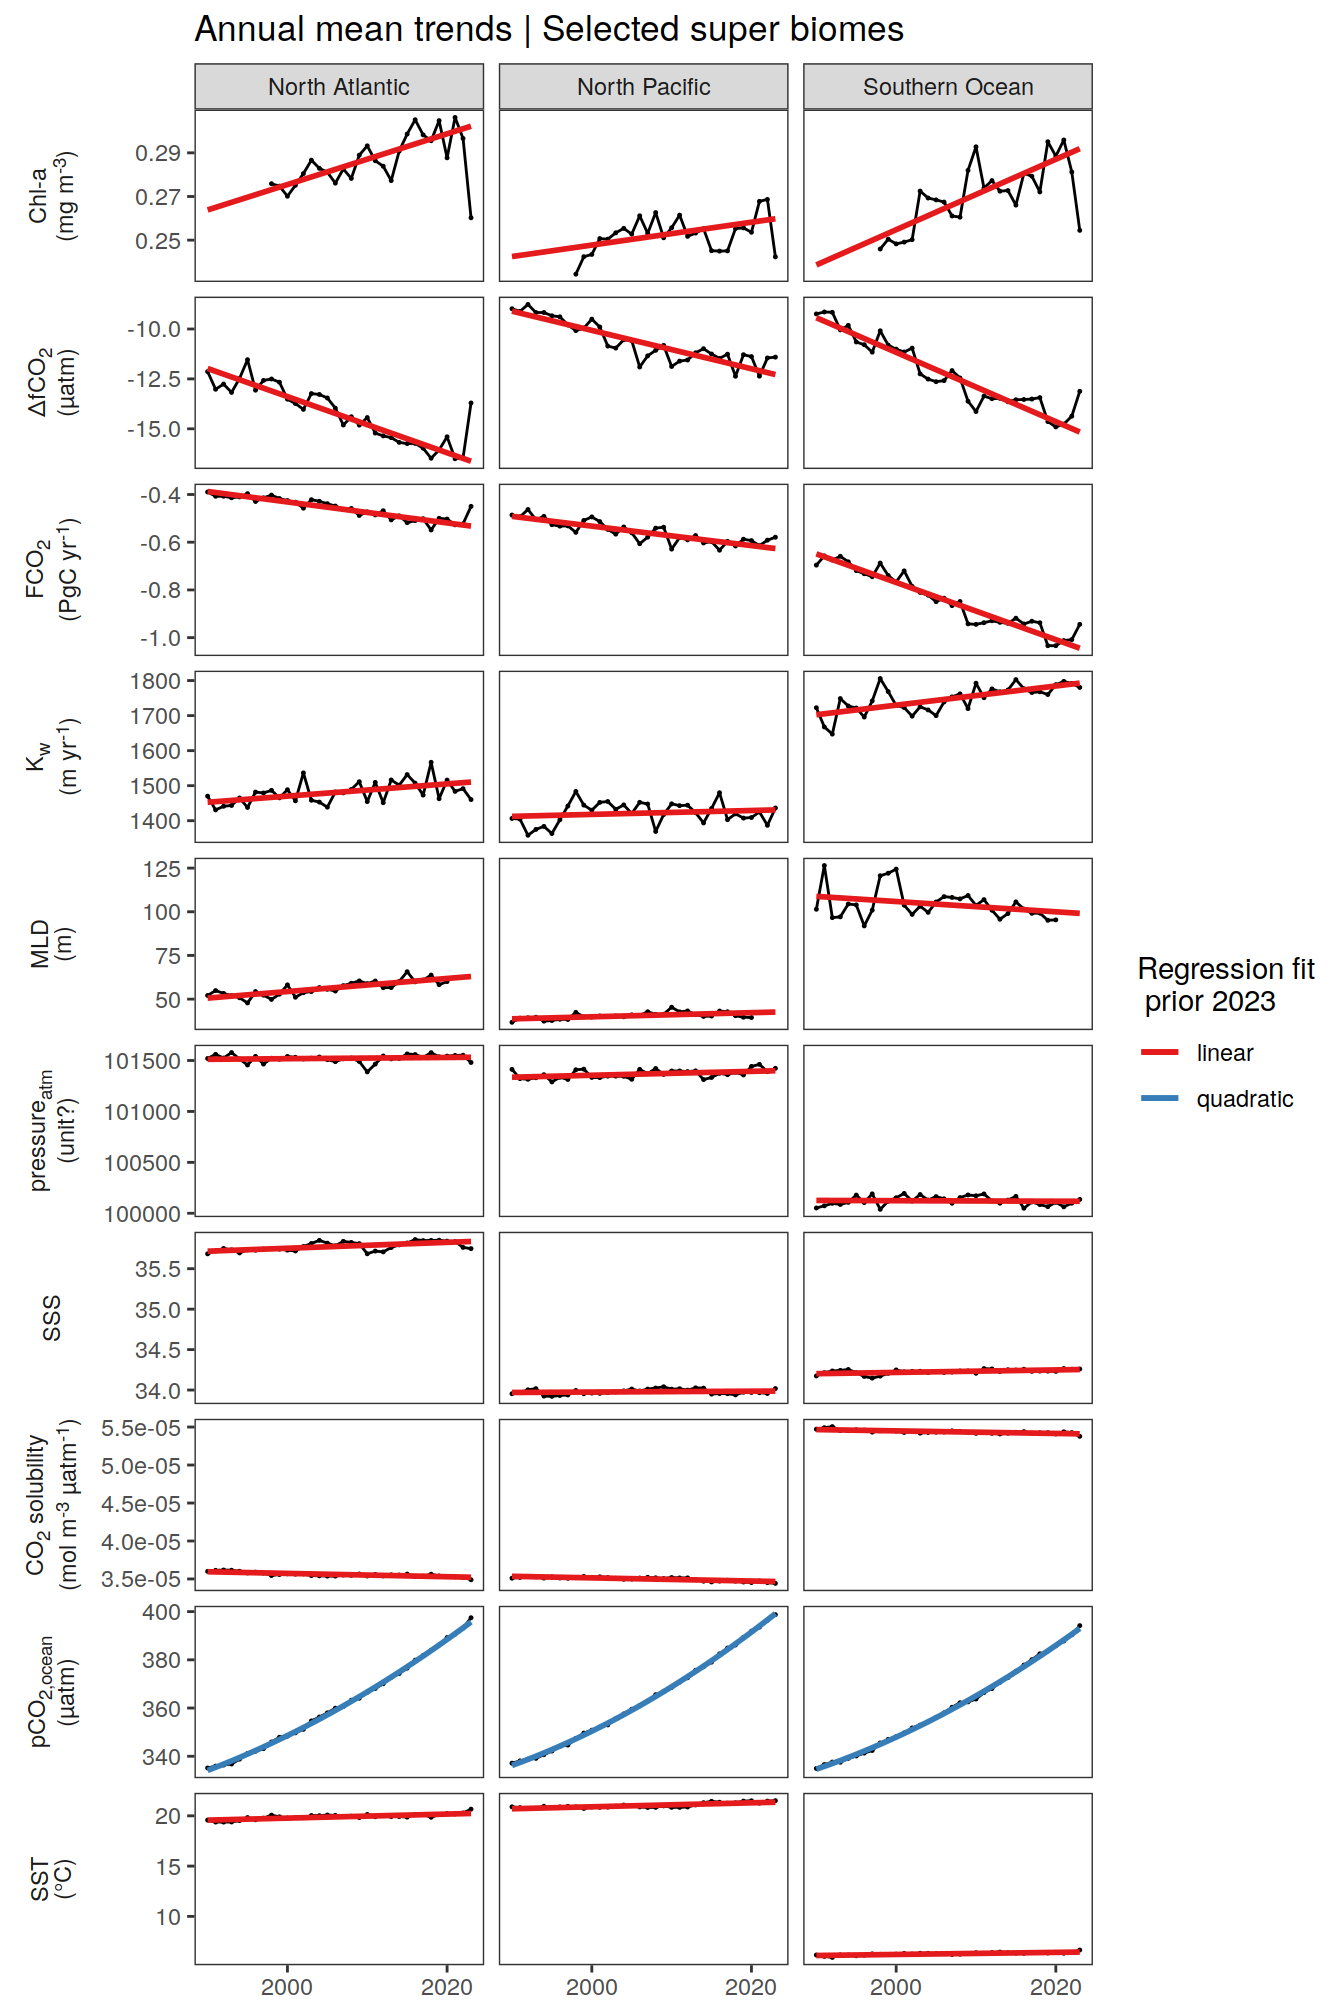 Annual mean trends | Selected super biomes
North Atlantic
North Pacific
Southern Ocean
Chl-a
(mg m⁻³)
0.29
0.27
0.25
ΔfCO₂
(µatm)
-10.0
-12.5
-15.0
FCO₂
(PgC yr⁻¹)
-0.4
-0.6
-0.8
-1.0
K_w
(m yr⁻¹)
1800
1700
1600
1500
1400
MLD
(m)
125
100
75
50
pressure_atm
(unit?)
101500
101000
100500
100000
SSS
35.5
35.0
34.5
34.0
CO₂ solubility
(mol m⁻³ µatm⁻¹)
5.5e-05
5.0e-05
4.5e-05
4.0e-05
3.5e-05
pCO₂,ocean
(µatm)
400
380
360
340
SST
(°C)
20
15
10
2000
2020
2000
2020
2000
2020
Regression fit
prior 2023
linear
quadratic